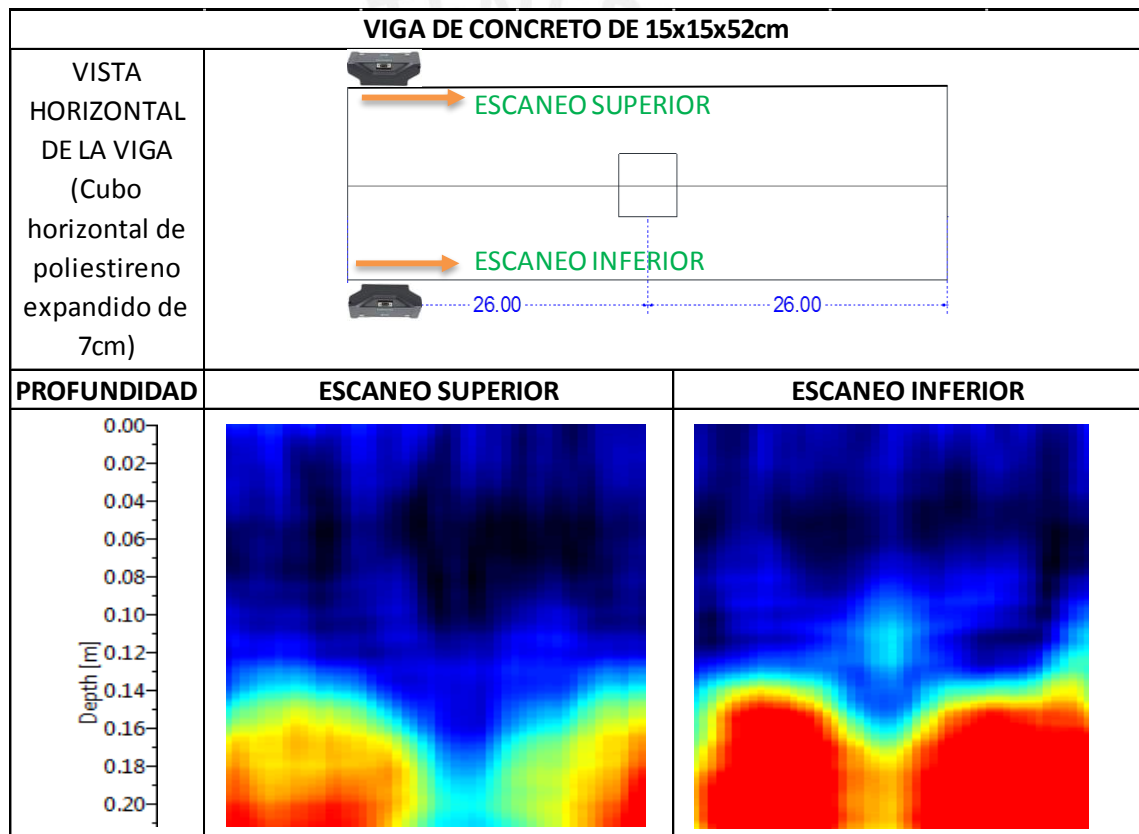 VIGA DE CONCRETO DE 15x15x52cm
VISTA
HORIZONTAL
DE LA VIGA
(Cubo
horizontal de
poliestireno
expandido de
7cm)
ESCANEO SUPERIOR
ESCANEO INFERIOR
26.00
26.00
PROFUNDIDAD
ESCANEO SUPERIOR
ESCANEO INFERIOR
0.00
0.02
0.04
0.06
0.08
0.10
0.12
0.14
0.16
0.18
0.20
Depth [m]